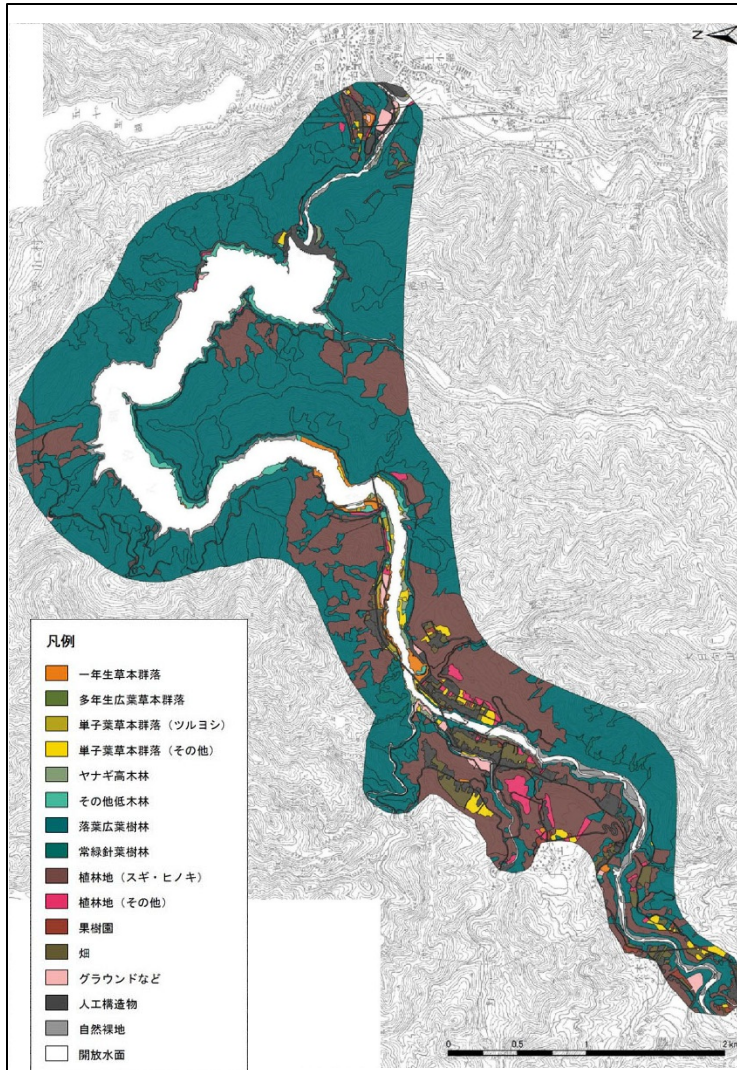 N
凡例
一年生草本群落
多年生広葉草本群落
単子葉草本群落（ツルヨシ）
単子葉草本群落（その他）
ヤナギ高木林
その他低木林
落葉広葉樹林
常緑針葉樹林
植林地（スギ・ヒノキ）
植林地（その他）
果樹園
畑
グラウンドなど
人工構造物
自然裸地
開放水面
0 0.5 1 2 km